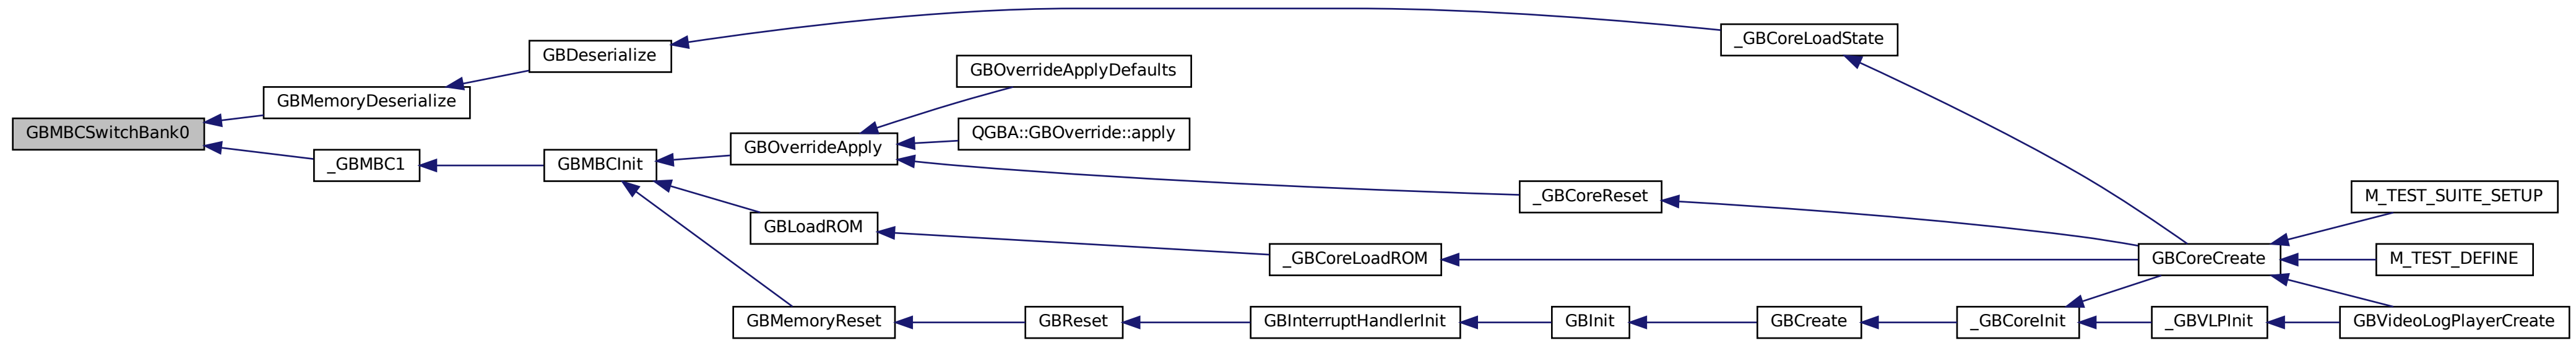 GBMBCSwitchBank0
GBMemoryDeserialize
GBDeserialize
_GBCoreLoadState
GBCoreCreate
_GBMBC1
GBMBCInit
GBOverrideApply
GBOverrideApplyDefaults
QGBA::GBOverride::apply
_GBCoreReset
GBLoadROM
_GBCoreLoadROM
GBMemoryReset
GBReset
GBInterruptHandlerInit
GBInit
GBCreate
_GBCoreInit
_GBVLPInit
GBVideoLogPlayerCreate
M_TEST_SUITE_SETUP
M_TEST_DEFINE